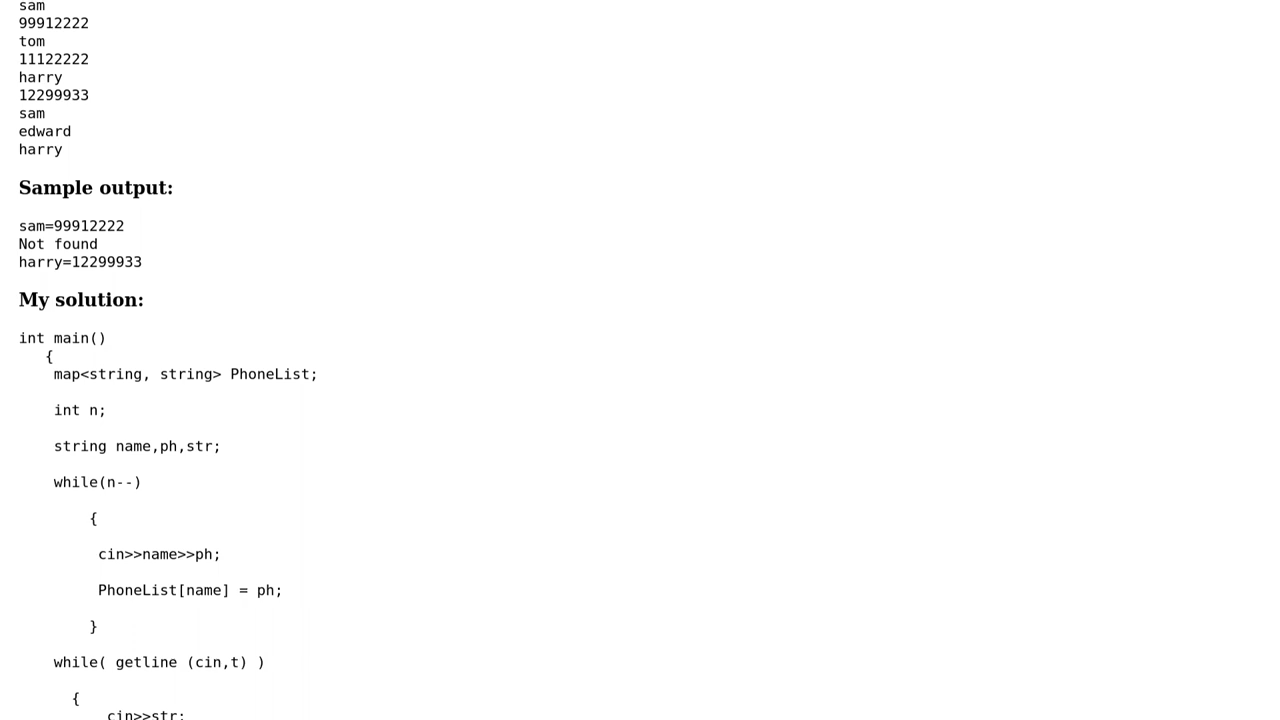 sam
99912222
tom
11122222
harry
12299933
sam
edward
harry
Sample output:
sam=99912222
Not found
harry=12299933
My solution:
int main()
{
map<string, string> PhoneList;
int n;
string name,ph,str;
while(n--)
{
cin>>name>>ph;
PhoneList[name] = ph;
}
while( getline (cin,t) )
{
cin>>str;